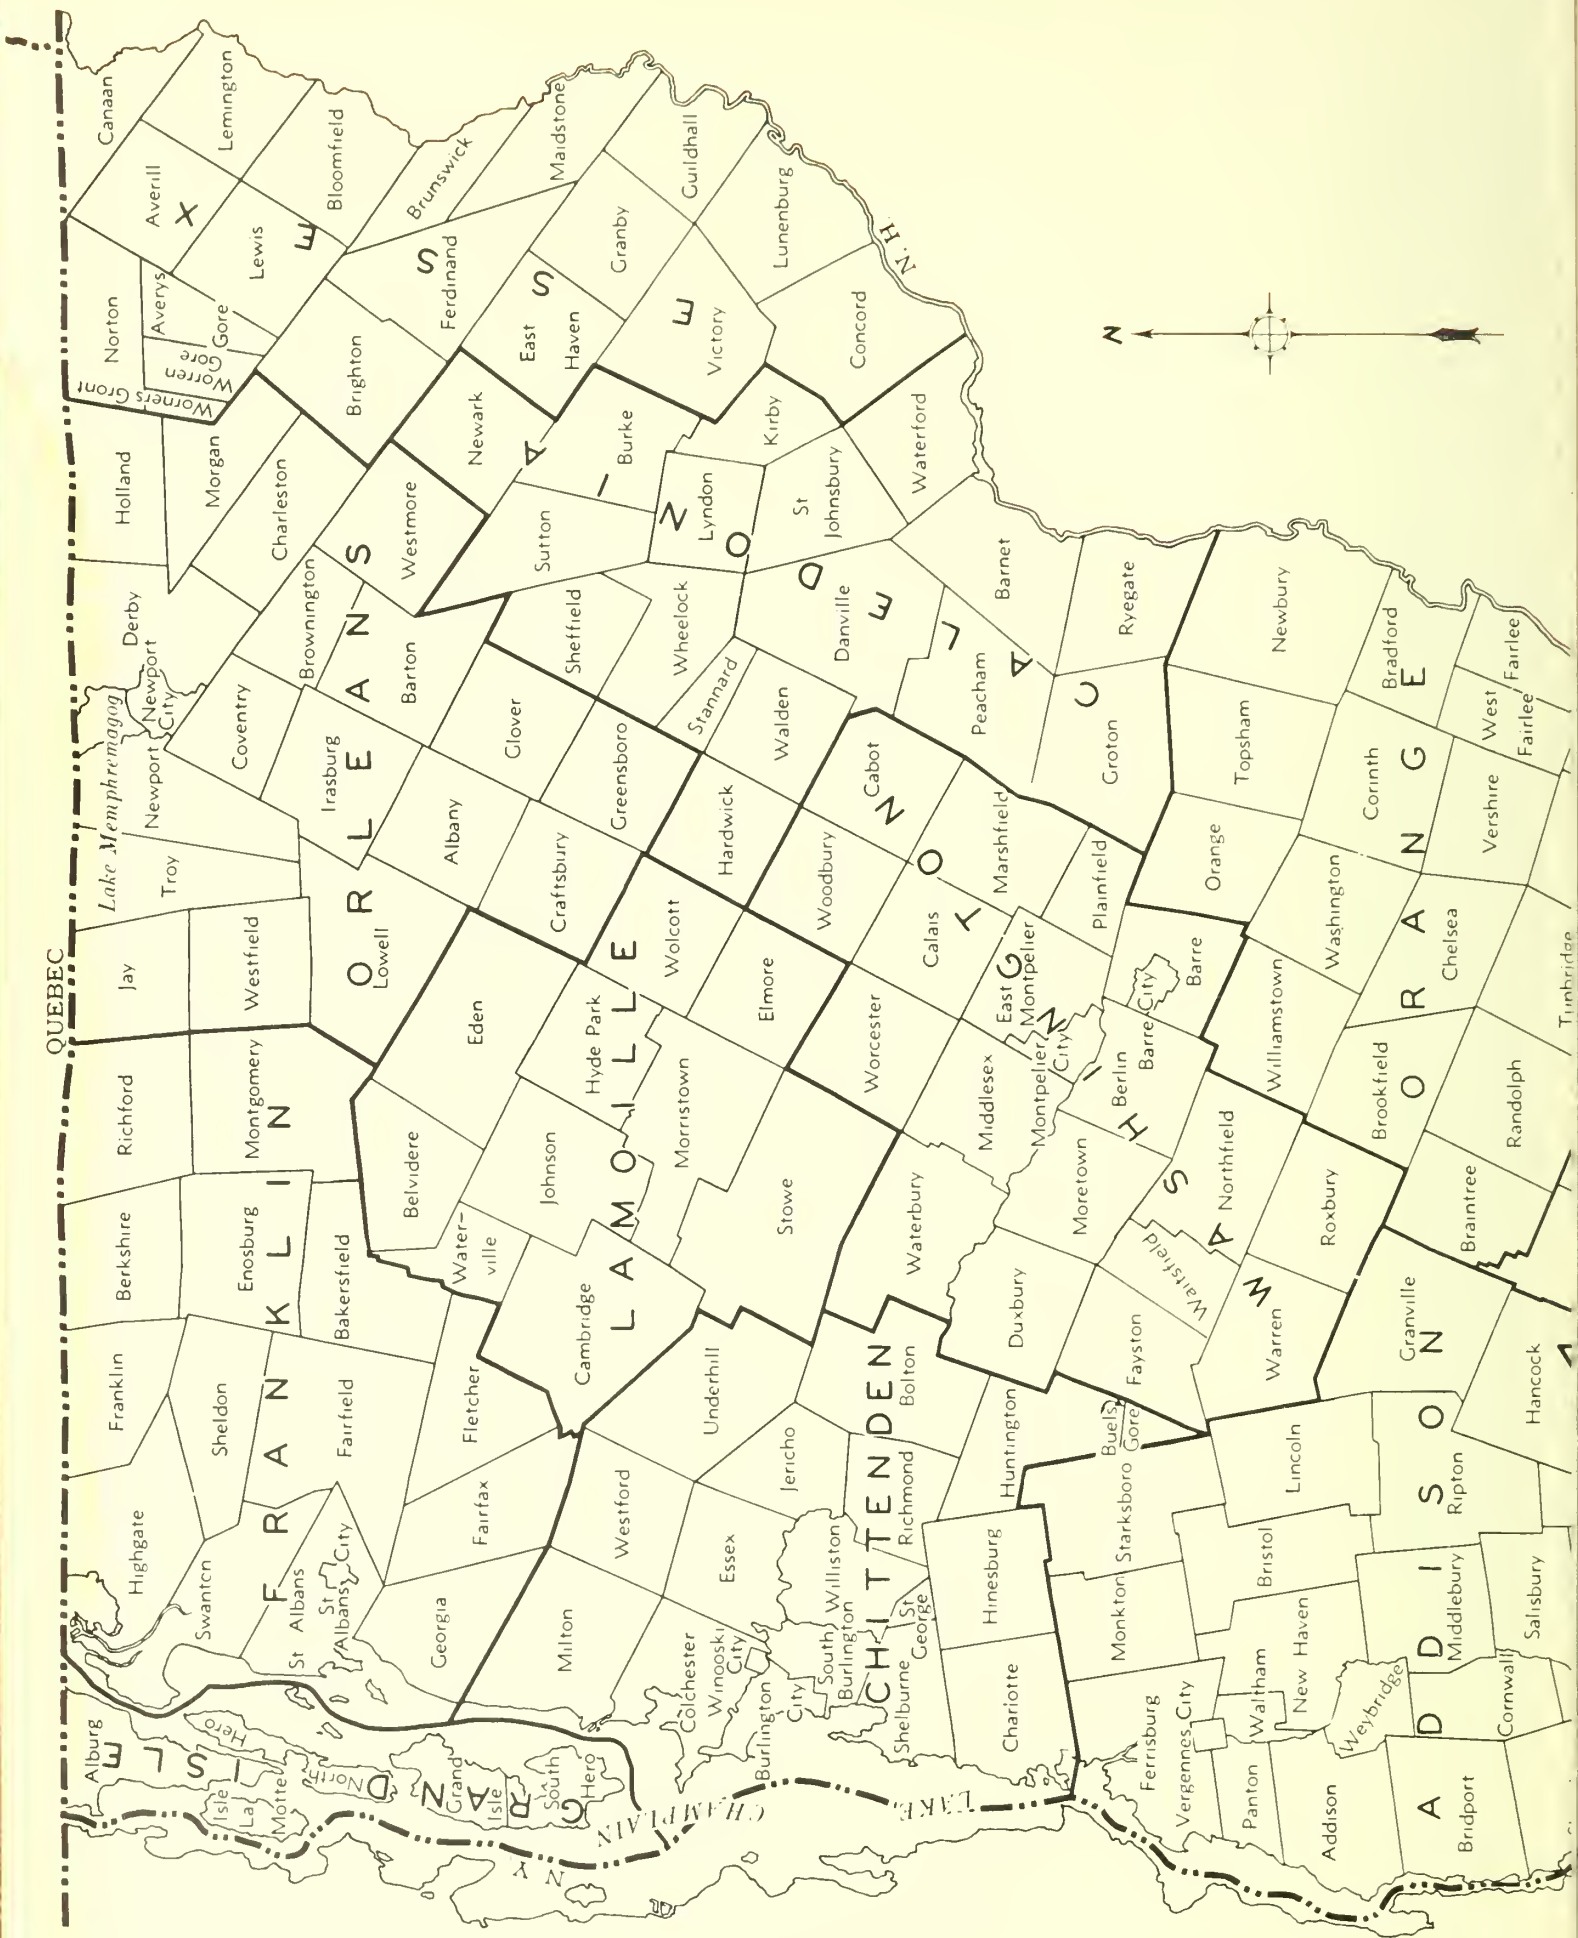 QUEBEC
Lake Memphremagog
LAKE
CHAMPLAIN
N Y
N. H.
N
GRAND ISLE
Alburg
Isle
La
Motte
North
Hero
Grand
Isle
South
Hero
FRANKLIN
Highgate
Franklin
Berkshire
Richford
Swanton
Sheldon
Enosburg
Montgomery
St Albans
St
Albans City
Fairfield
Bakersfield
Georgia
Fairfax
Fletcher
ORLEANS
Jay
Troy
Newport
Newport
City
Derby
Holland
Morgan
Westfield
Lowell
Coventry
Irasburg
Brownington
Charleston
Barton
Westmore
Albany
Glover
Craftsbury
Greensboro
ESSEX
Norton
Averys
Gore
Worren
Gore
Worners Gront
Averill
Canaan
Lemington
Lewis
Bloomfield
Brighton
Ferdinand
Brunswick
Maidstone
East
Haven
Granby
Guildhall
Victory
Lunenburg
Concord
LAMOILLE
Belvidere
Eden
Water-
ville
Johnson
Hyde Park
Cambridge
Morristown
Wolcott
Stowe
Elmore
CALEDONIA
Newark
Sutton
Burke
Sheffield
Wheelock
Lyndon
Kirby
Stannard
Hardwick
Walden
Danville
St
Johnsbury
Waterford
Peacham
Barnet
Groton
Ryegate
CHITTENDEN
Milton
Westford
Underhill
Colchester
Essex
Jericho
Winooski
City
Burlington
City
South
Burlington
Williston
Richmond
Bolton
Shelburne
St
George
Hinesburg
Huntington
Charlotte
Buels
Gore
WASHINGTON
Woodbury
Cabot
Worcester
Calais
Marshfield
Waterbury
Middlesex
East
Montpelier
Montpelier
Montpelier
City
Plainfield
Duxbury
Moretown
Berlin
Barre City
Barre
Fayston
Waitsfield
Northfield
Warren
Roxbury
ORANGE
Orange
Topsham
Newbury
Williamstown
Washington
Corinth
Bradford
Brookfield
Chelsea
Vershire
West
Fairlee
Fairlee
Braintree
Randolph
Tunbridge
ADDISON
Ferrisburg
Vergennes City
Monkton
Starksboro
Panton
Waltham
New Haven
Bristol
Lincoln
Addison
Weybridge
Middlebury
Ripton
Granville
Bridport
Cornwall
Salisbury
Hancock